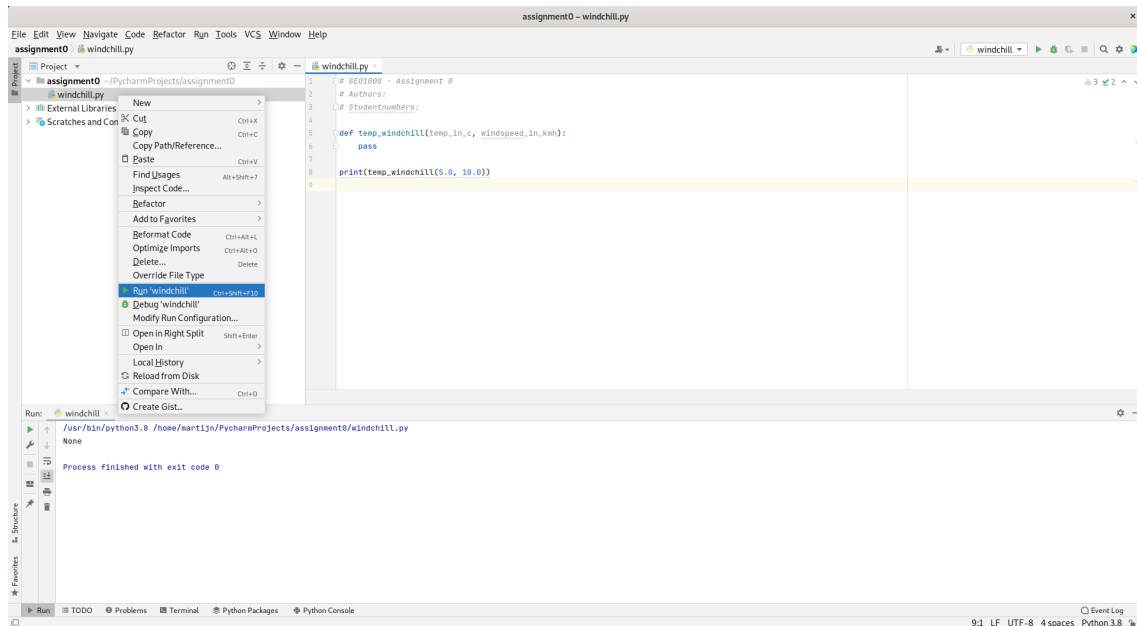 assignment0 – windchill.py
File Edit View Navigate Code Refactor Run Tools VCS Window Help
assignment0 windchill.py
windchill
Project
Project
windchill.py
assignment0 ~/PycharmProjects/assignment0
windchill.py
External Libraries
Scratches and Con
New
Cut Ctrl+X
Copy Ctrl+C
Copy Path/Reference...
Paste Ctrl+V
Find Usages Alt+Shift+7
Inspect Code...
Refactor
Add to Favorites
Reformat Code Ctrl+Alt+L
Optimize Imports Ctrl+Alt+O
Delete... Delete
Override File Type
Run 'windchill' Ctrl+Shift+F10
Debug 'windchill'
Modify Run Configuration...
Open in Right Split Shift+Enter
Open In
Local History
Reload from Disk
Compare With... Ctrl+D
Create Gist...
1 # GEO1000 - Assignment 0
2 # Authors:
3 # Studentnumbers:
4
5 def temp_windchill(temp_in_c, windspeed_in_kmh):
6 pass
7
8 print(temp_windchill(5.0, 10.0))
9
3 2
Run: windchill
/usr/bin/python3.8 /home/martijn/PycharmProjects/assignment0/windchill.py
None
Process finished with exit code 0
Structure
Favorites
Run TODO Problems Terminal Python Packages Python Console
Event Log
9:1 LF UTF-8 4 spaces Python 3.8